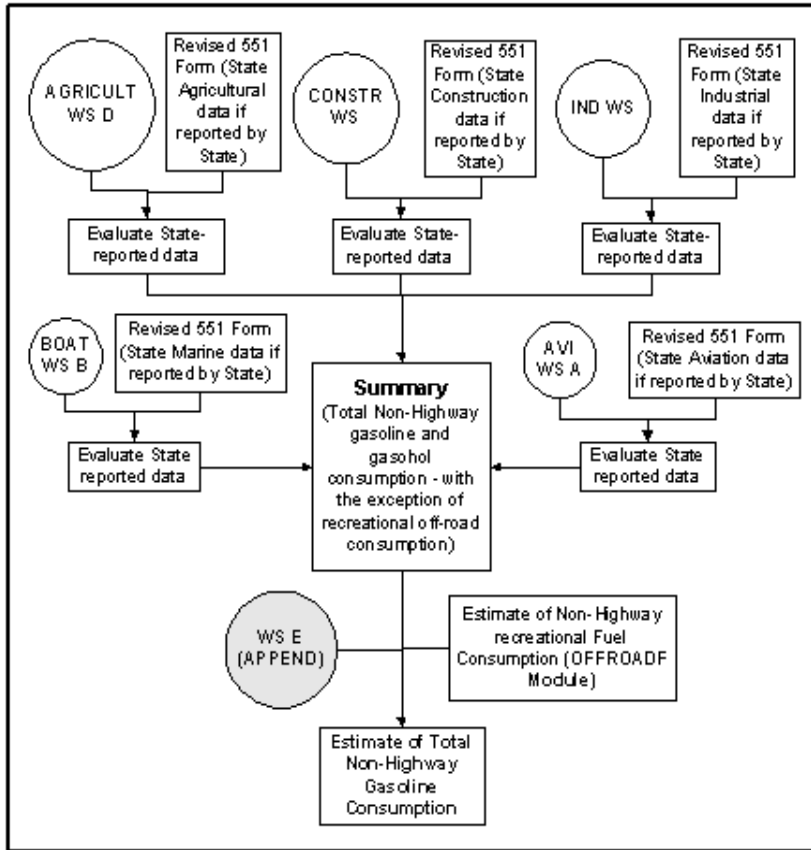 AGRICULT
WS D
Revised 551
Form (State
Agricultural
data if
reported by
State)
CONSTR
WS
Revised 551
Form (State
Construction
data if
reported by
State)
IND WS
Revised 551
Form (State
Industrial
data if
reported by
State)
Evaluate State-
reported data
Evaluate State-
reported data
Evaluate State-
reported data
BOAT
WS B
Revised 551 Form
(State Marine data if
reported by State)
AVI
WS A
Revised 551 Form
(State Aviation data
if reported by State)
Evaluate State
reported data
Summary
(Total Non-Highway
gasoline and
gasohol
consumption - with
the exception of
recreational off-road
consumption)
Evaluate State
reported data
WS E
(APPEND)
Estimate of Non-Highway
recreational Fuel
Consumption (OFFROADF
Module)
Estimate of Total
Non-Highway
Gasoline
Consumption